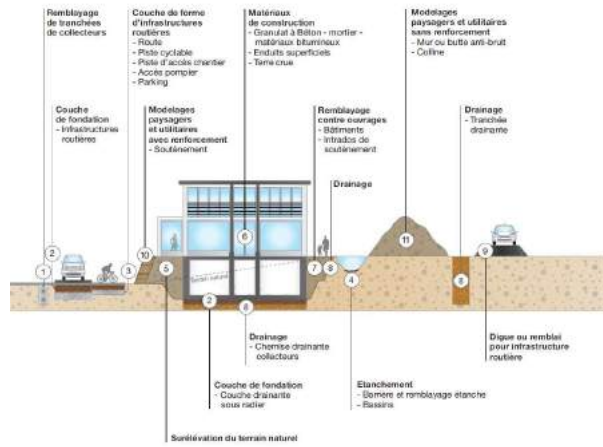 Remblayage
de tranchées
de collecteurs
Couche de forme
d'infrastructures
routières
- Route
- Piste cyclable
- Piste d'accès chantier
- Accès pompier
- Parking
Matériaux
de construction
- Granulat à Béton - mortier -
matériaux bitumineux
- Enduits superficiels
- Terre crue
Modelages
paysagers et utilitaires
sans renforcement
- Mur ou butte anti-bruit
- Colline
Couche
de fondation
- Infrastructures
routières
Modelages
paysagers
et utilitaires
avec renforcement
- Soutènement
Remblayage
contre ouvrages
- Bâtiments
- Intrados de
soutènement
Drainage
- Tranchée
drainante
Drainage
2
1
3
10
5
6
7
8
4
11
9
8
Terrain naturel
2
8
Drainage
- Chemise drainante
collecteurs
Digue ou remblai
pour infrastructure
routière
Couche de fondation
- Couche drainante
sous radier
Etanchement
- Barrière et remblayage étanche
- Bassins
Surélévation du terrain naturel